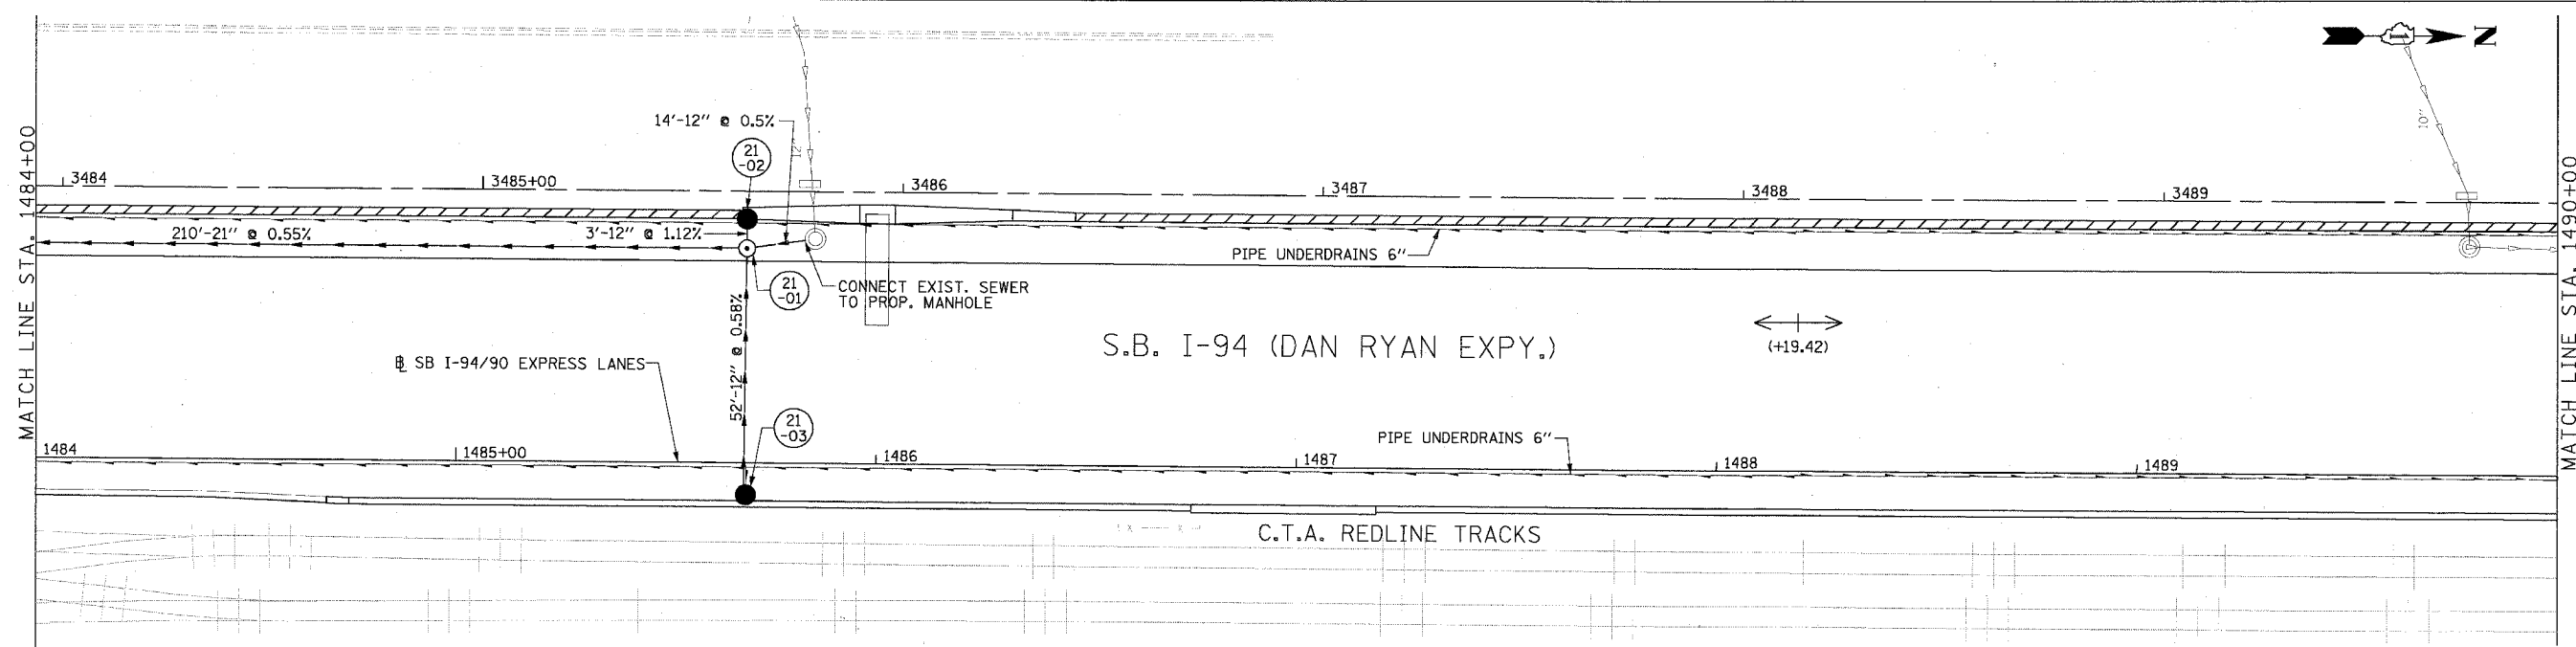 N
14'-12" @ 0.5%
12"
10"
21
-02
3484
3485+00
3486
3487
3488
3489
210'-21" @ 0.55%
3'-12" @ 1.12%
PIPE UNDERDRAINS 6"
21
-01
CONNECT EXIST. SEWER
TO PROP. MANHOLE
MATCH LINE STA. 1484+00
MATCH LINE STA. 1490+00
52'-12" @ 0.58%
S.B. I-94 (DAN RYAN EXPY.)
(+19.42)
℄ SB I-94/90 EXPRESS LANES
21
-03
PIPE UNDERDRAINS 6"
1484
1485+00
1486
1487
1488
1489
C.T.A. REDLINE TRACKS